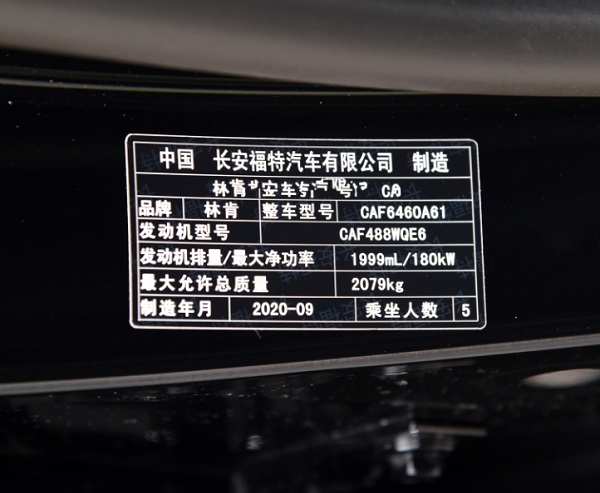 中国 长安福特汽车有限公司 制造
林肯
品牌 林肯 整车型号 CAF6460A61
发动机型号 CAF488WQE6
发动机排量/最大净功率 1999mL/180kW
最大允许总质量 2079kg
制造年月 2020-09 乘坐人数 5